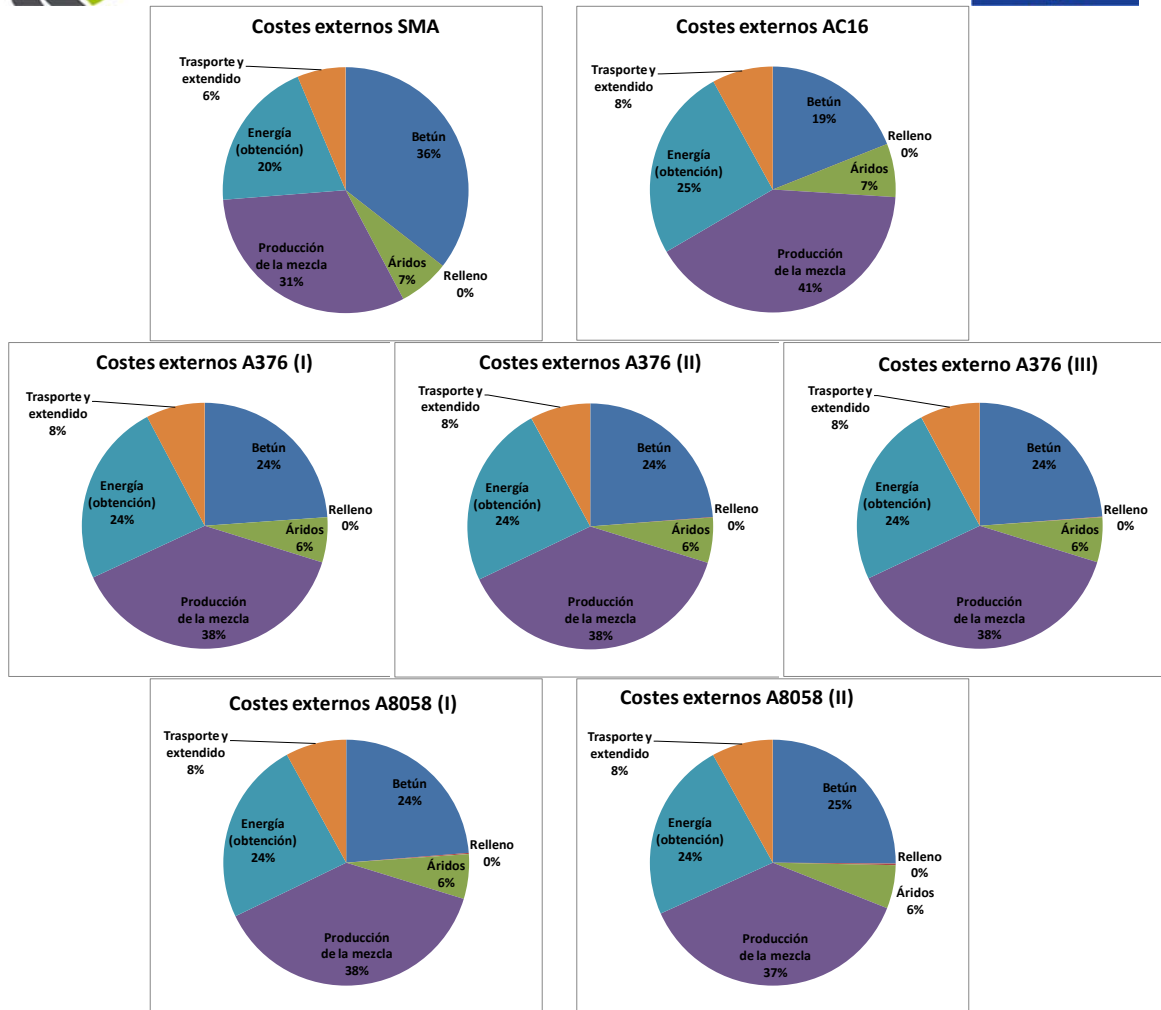 Costes externos SMA
Trasporte y
extendido
6%
Betún
36%
Energía
(obtención)
20%
Producción
de la mezcla
31%
Áridos
7%
Relleno
0%
Costes externos AC16
Trasporte y
extendido
8%
Betún
19%
Relleno
0%
Áridos
7%
Energía
(obtención)
25%
Producción
de la mezcla
41%
Costes externos A376 (I)
Trasporte y
extendido
8%
Betún
24%
Energía
(obtención)
24%
Relleno
0%
Áridos
6%
Producción
de la mezcla
38%
Costes externos A376 (II)
Trasporte y
extendido
8%
Betún
24%
Energía
(obtención)
24%
Relleno
0%
Áridos
6%
Producción
de la mezcla
38%
Costes externo A376 (III)
Trasporte y
extendido
8%
Betún
24%
Energía
(obtención)
24%
Relleno
0%
Áridos
6%
Producción
de la mezcla
38%
Costes externos A8058 (I)
Trasporte y
extendido
8%
Betún
24%
Energía
(obtención)
24%
Relleno
0%
Áridos
6%
Producción
de la mezcla
38%
Costes externos A8058 (II)
Trasporte y
extendido
8%
Betún
25%
Energía
(obtención)
24%
Relleno
0%
Áridos
6%
Producción
de la mezcla
37%